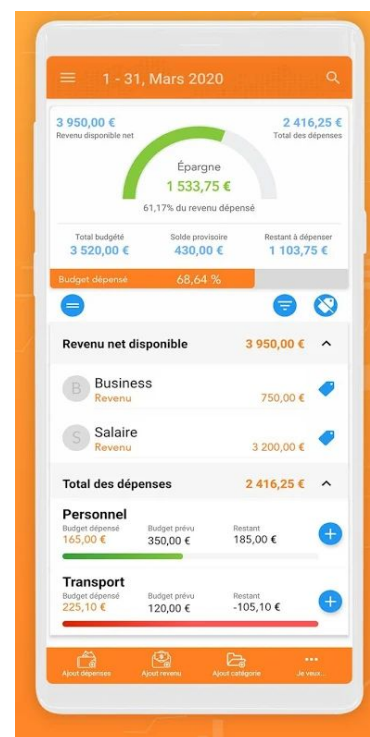 1 - 31, Mars 2020
3 950,00 €
2 416,25 €
Revenu disponible net
Total des dépenses
Épargne
1 533,75 €
61,17% du revenu dépensé
Total budgété
Solde provisoire
Restant à dépenser
3 520,00 €
430,00 €
1 103,75 €
Budget dépensé
68,64 %
Revenu net disponible
3 950,00 €
B
Business
Revenu
750,00 €
S
Salaire
Revenu
3 200,00 €
Total des dépenses
2 416,25 €
Personnel
Budget dépensé
Budget prévu
Restant
165,00 €
350,00 €
185,00 €
Transport
Budget dépensé
Budget prévu
Restant
225,10 €
120,00 €
-105,10 €
Ajout dépenses
Ajout revenu
Ajout catégorie
Je veux...